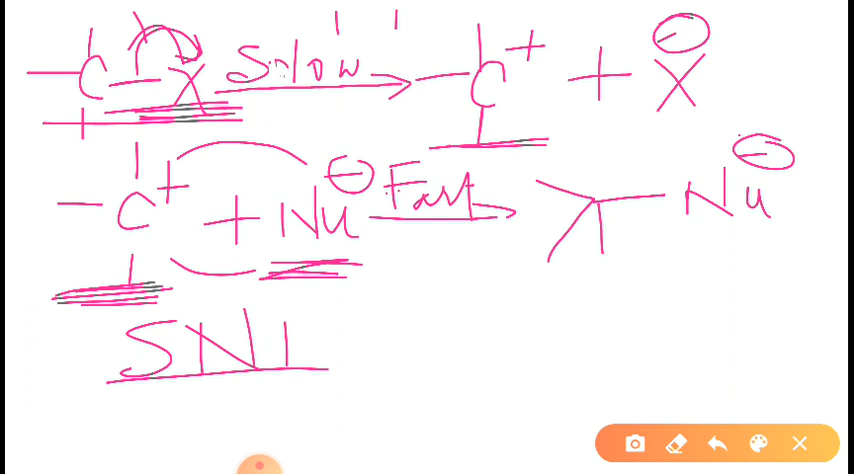 C – X Slow → C⁺ + X⊖
– C⁺ + Nu⊖ Fast → – Nu⊖
SN1